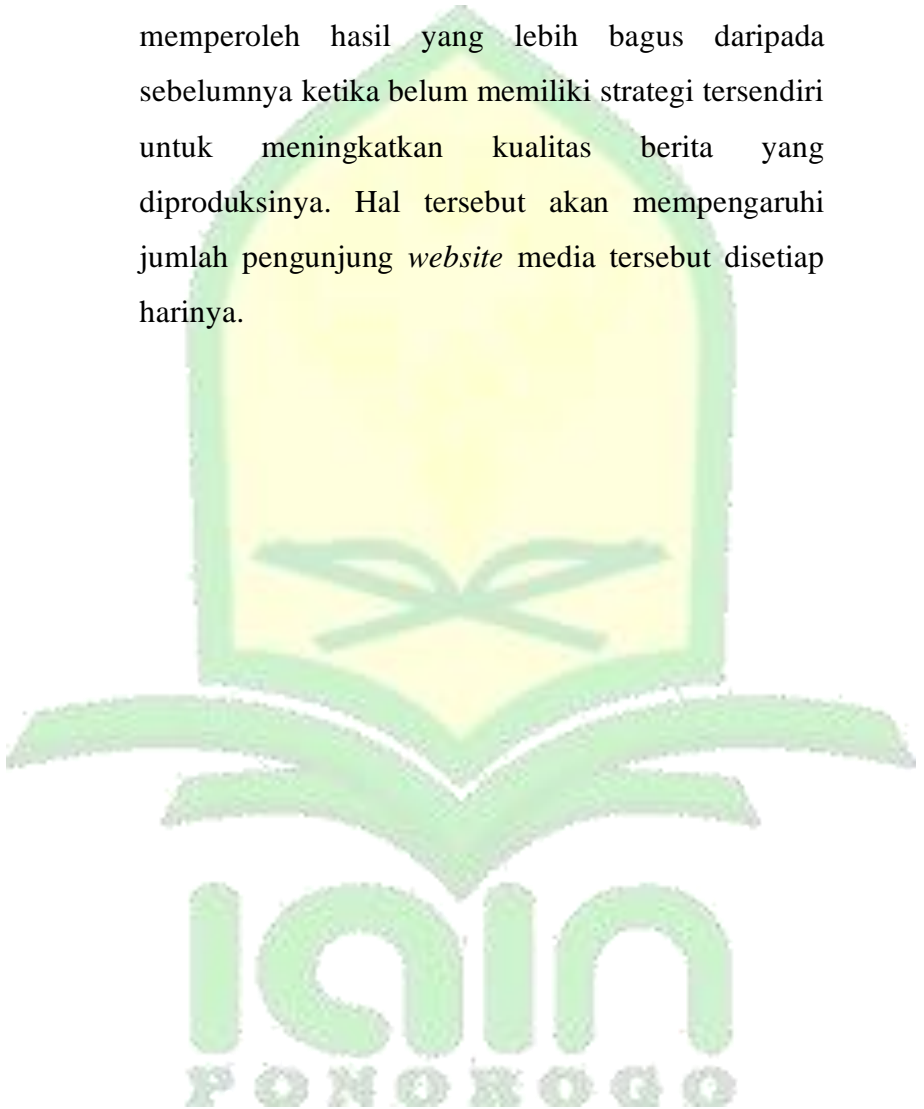 memperoleh hasil yang lebih bagus daripada
sebelumnya ketika belum memiliki strategi tersendiri
untuk meningkatkan kualitas berita yang
diproduksinya. Hal tersebut akan mempengaruhi
jumlah pengunjung website media tersebut disetiap
harinya.
iain
PONOROGO